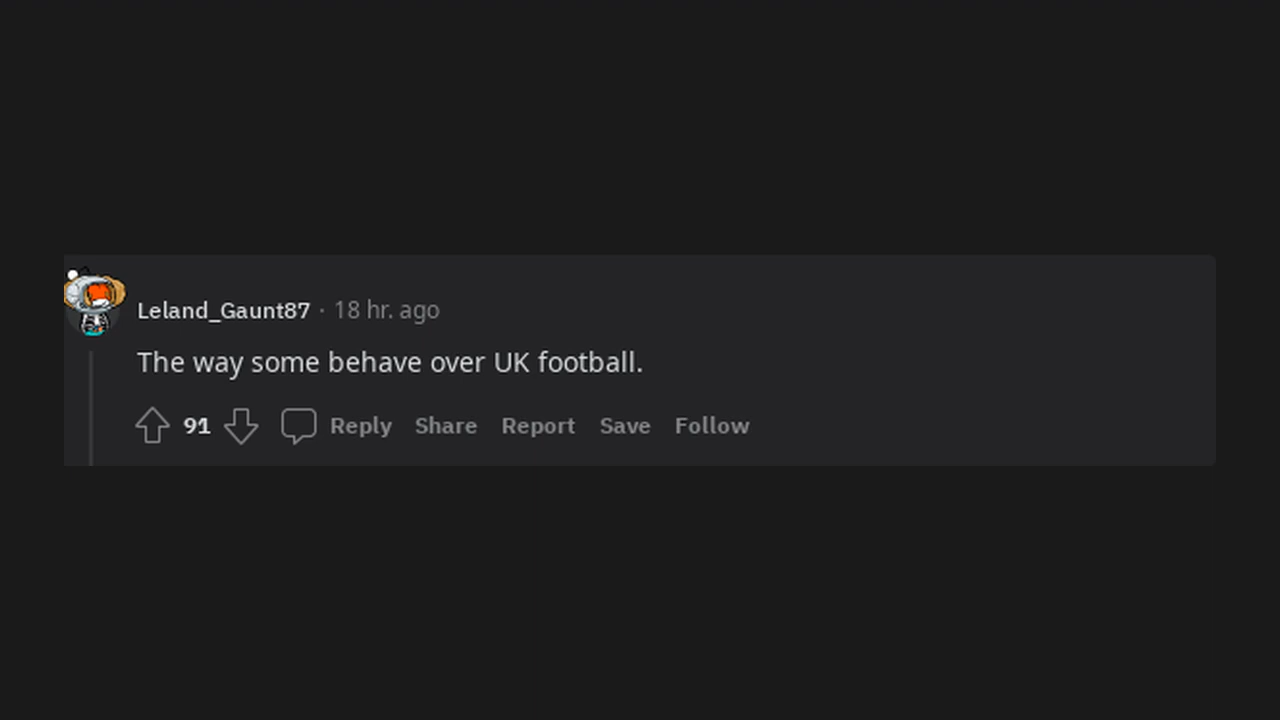 Leland_Gaunt87 · 18 hr. ago
The way some behave over UK football.
91 Reply Share Report Save Follow